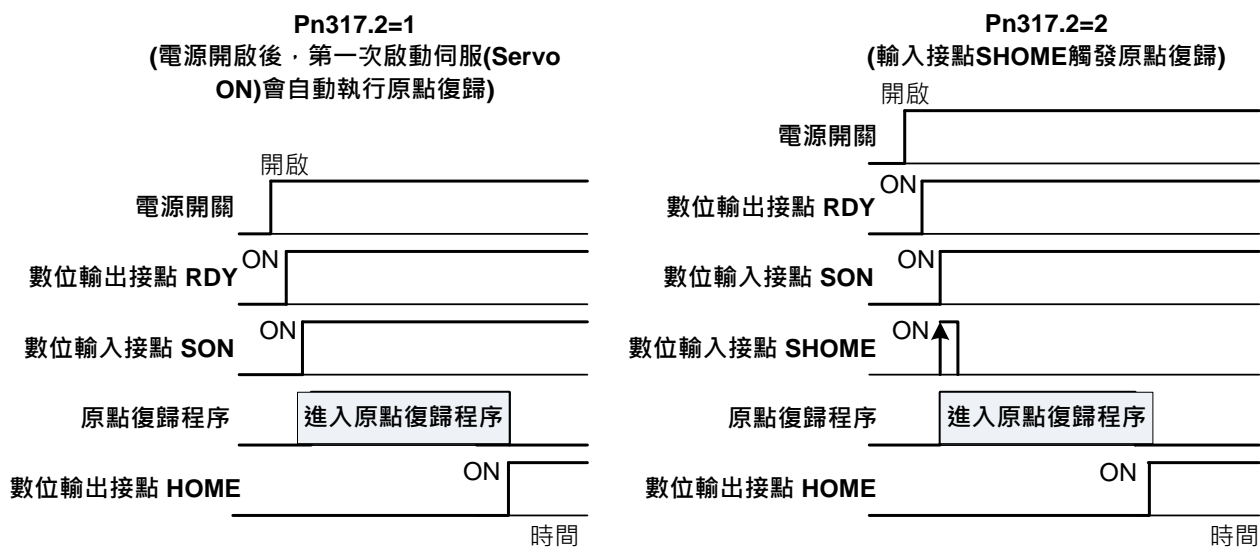 Pn317.2=1
(電源開啟後，第一次啟動伺服(Servo
ON)會自動執行原點復歸)
開啟
電源開關
ON
數位輸出接點 RDY
ON
數位輸入接點 SON
原點復歸程序
進入原點復歸程序
ON
數位輸出接點 HOME
時間
Pn317.2=2
(輸入接點SHOME觸發原點復歸)
開啟
電源開關
ON
數位輸出接點 RDY
ON
數位輸入接點 SON
ON
數位輸入接點 SHOME
原點復歸程序
進入原點復歸程序
ON
數位輸出接點 HOME
時間